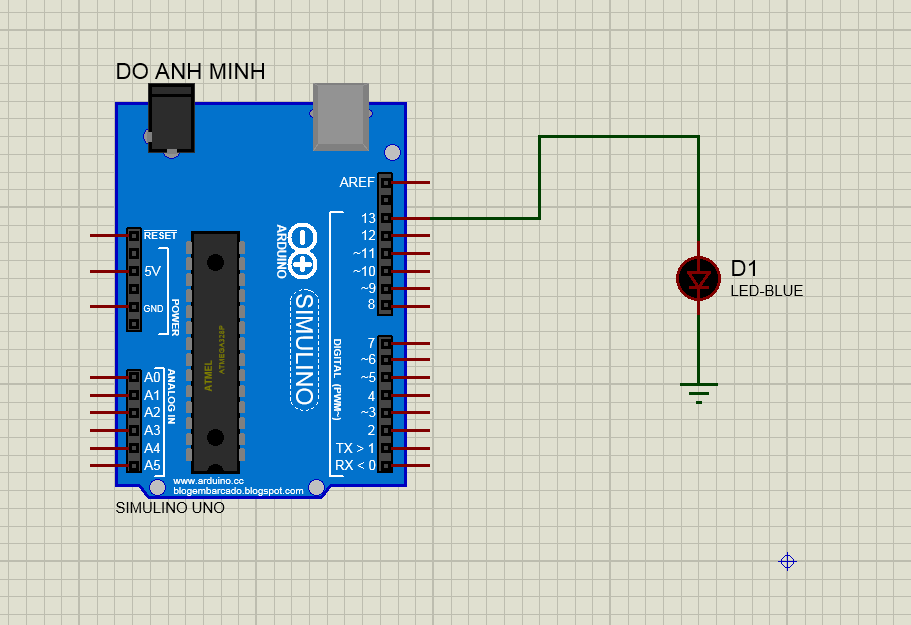 DO ANH MINH
AREF
13
12
~11
~10
~9
8
7
~6
~5
4
~3
2
TX > 1
RX < 0
DIGITAL (PWM~)
RESET
5V
GND
POWER
A0
A1
A2
A3
A4
A5
ANALOG IN
ATMEL
ATMEGA328P
ARDUINO
SIMULINO
www.arduino.cc
blogembarcado.blogspot.com
SIMULINO UNO
D1
LED-BLUE